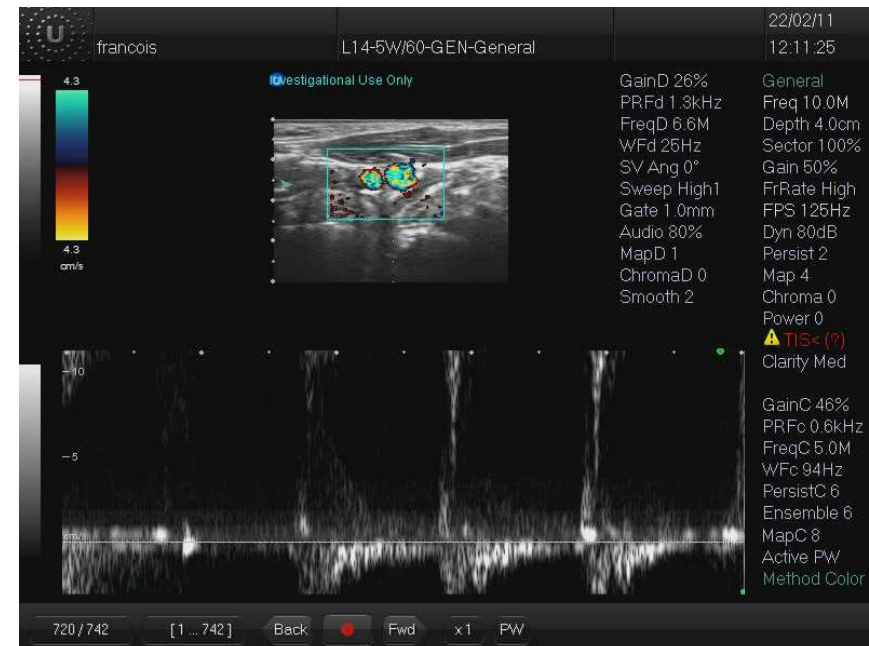 U
francois
L14-5W/60-GEN-General
22/02/11
12:11:25
4.3
4.3
cm/s
Investigational Use Only
GainD 26%
PRFd 1.3kHz
FreqD 6.6M
WFd 25Hz
SV Ang 0°
Sweep High1
Gate 1.0mm
Audio 80%
MapD 1
ChromaD 0
Smooth 2
General
Freq 10.0M
Depth 4.0cm
Sector 100%
Gain 50%
FrRate High
FPS 125Hz
Dyn 80dB
Persist 2
Map 4
Chroma 0
Power 0
TIS< (?)
Clarity Med
GainC 46%
PRFc 0.6kHz
FreqC 5.0M
WFc 94Hz
PersistC 6
Ensemble 6
MapC 8
Active PW
Method Color
-10
-5
cm/s
720/742
[1 ... 742]
Back
Fwd
x1
PW